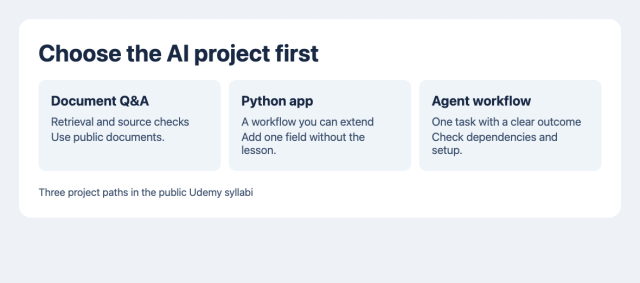 Choose the AI project first
Document Q&A
Retrieval and source checks
Use public documents.
Python app
A workflow you can extend
Add one field without the
lesson.
Agent workflow
One task with a clear outcome
Check dependencies and
setup.
Three project paths in the public Udemy syllabi